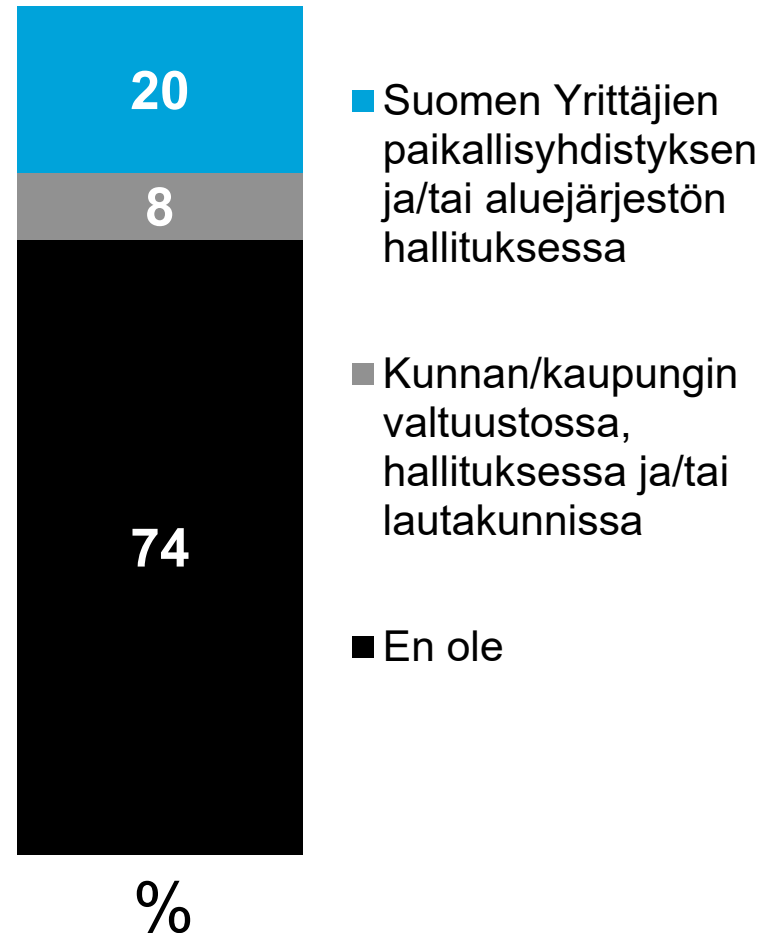 20
8
74
%
Suomen Yrittäjien
paikallisyhdistyksen
ja/tai aluejärjestön
hallituksessa
Kunnan/kaupungin
valtuustossa,
hallituksessa ja/tai
lautakunnissa
En ole